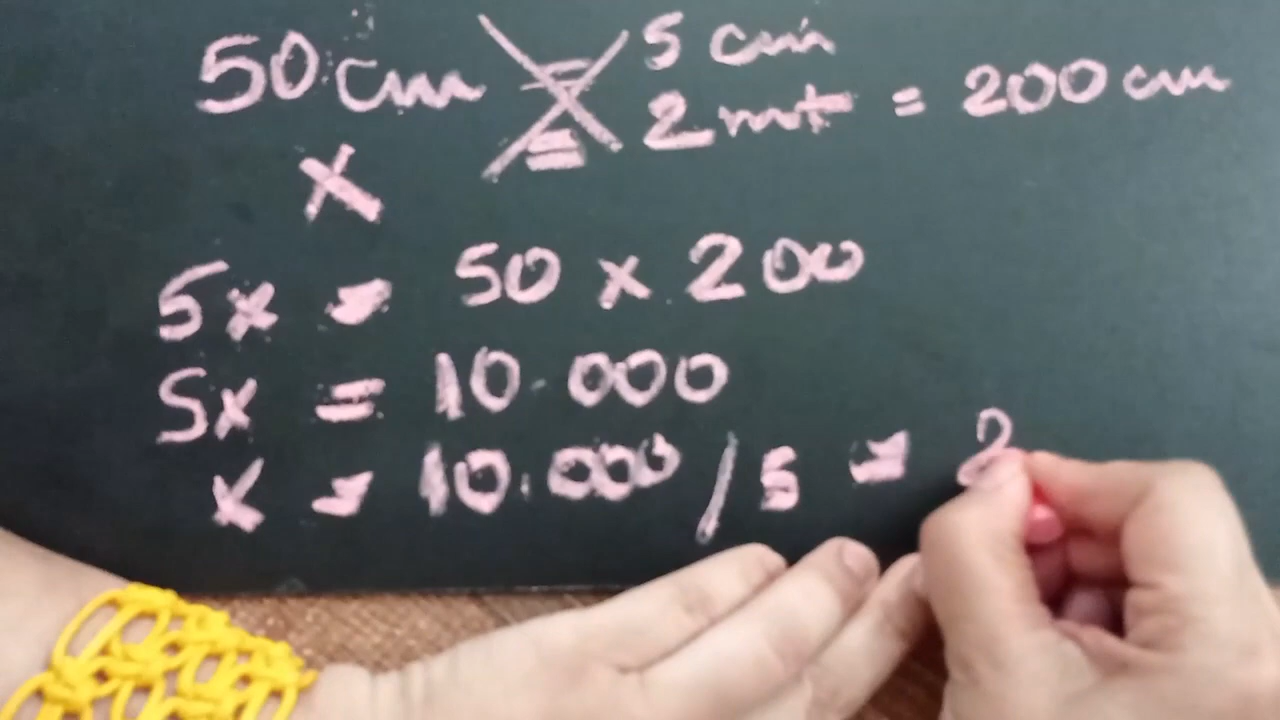 50 cm = 5 cm
x = 2 mt = 200 cm
5x = 50 x 200
5x = 10.000
x = 10.000 / 5 = 2